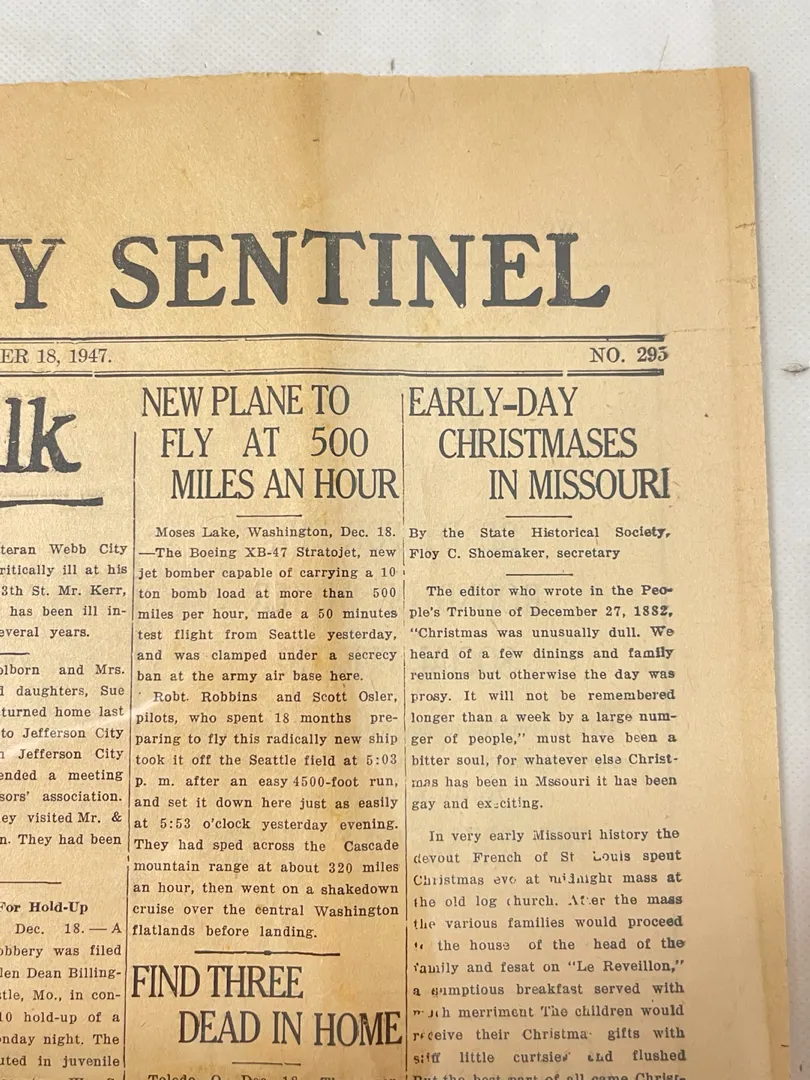 Y SENTINEL
ER 18, 1947.
NO. 295
lk
teran Webb City
ritically ill at his
3th St. Mr. Kerr,
has been ill in-
everal years.
olborn and Mrs.
d daughters, Sue
turned home last
to Jefferson City
n Jefferson City
ended a meeting
sors' association.
ey visited Mr. &
n. They had been
For Hold-Up
Dec. 18.—A
obbery was filed
len Dean Billing-
tle, Mo., in con-
10 hold-up of a
onday night. The
uted in juvenile
NEW PLANE TO
FLY AT 500
MILES AN HOUR
Moses Lake, Washington, Dec. 18.
—The Boeing XB-47 Stratojet, new
jet bomber capable of carrying a 10
ton bomb load at more than 500
miles per hour, made a 50 minutes
test flight from Seattle yesterday,
and was clamped under a secrecy
ban at the army air base here.
Robt. Robbins and Scott Osler,
pilots, who spent 18 months pre-
paring to fly this radically new ship
took it off the Seattle field at 5:03
p. m. after an easy 4500-foot run,
and set it down here just as easily
at 5:53 o'clock yesterday evening.
They had sped across the Cascade
mountain range at about 320 miles
an hour, then went on a shakedown
cruise over the central Washington
flatlands before landing.
FIND THREE
DEAD IN HOME
Toledo, O., Dec. 18.
EARLY-DAY
CHRISTMASES
IN MISSOURI
By the State Historical Society,
Floy C. Shoemaker, secretary
The editor who wrote in the Peo-
ple's Tribune of December 27, 1882,
"Christmas was unusually dull. We
heard of a few dinings and family
reunions but otherwise the day was
prosy. It will not be remembered
longer than a week by a large num-
ger of people," must have been a
bitter soul, for whatever else Christ-
mas has been in Mssouri it has been
gay and exciting.
In very early Missouri history the
devout French of St Louis spent
Christmas eve at midnight mass at
the old log church. After the mass
the various families would proceed
the house of the head of the
family and fesat on "Le Reveillon,"
a sumptious breakfast served with
merriment The children would
receive their Christma gifts with
stiff little curtsies and flushed
But the best part of all came Christ-